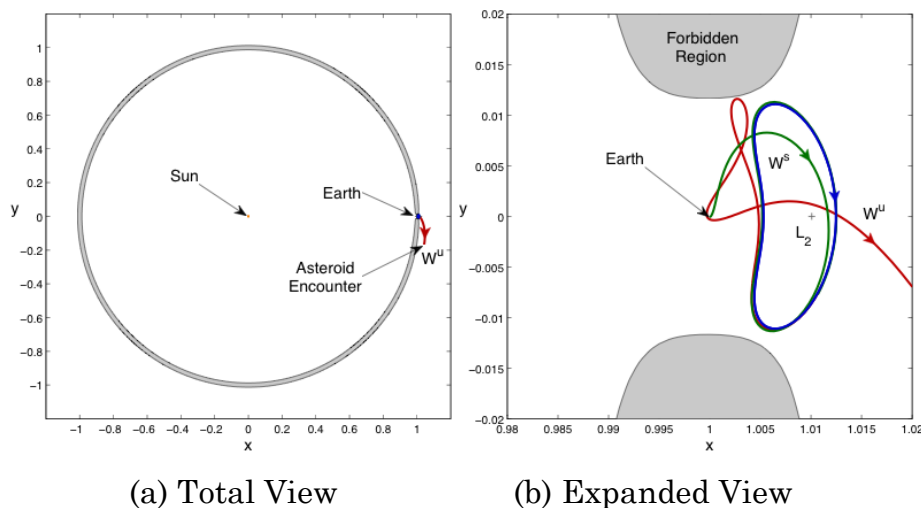 1
0.8
0.6
0.4
0.2
0
-0.2
-0.4
-0.6
-0.8
-1
y
Sun
Earth
Asteroid
Encounter
W^u
-1 -0.8 -0.6 -0.4 -0.2 0 0.2 0.4 0.6 0.8 1
x
(a) Total View
0.02
0.015
0.01
0.005
0
-0.005
-0.01
-0.015
-0.02
y
Forbidden
Region
Earth
W^s
W^u
L_2
0.98 0.985 0.99 0.995 1 1.005 1.01 1.015 1.02
x
(b) Expanded View